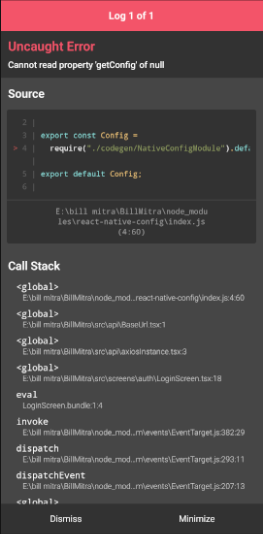 Log 1 of 1
Uncaught Error
Cannot read property 'getConfig' of null
Source
2 |
3 | export const Config =
> 4 |   require("./codegen/NativeConfigModule").defa
|
5 | export default Config;
6 |
E:\bill mitra\BillMitra\node_modu
les\react-native-config\index.js
(4:60)
Call Stack
<global>
E:\bill mitra\BillMitra\node_mod...react-native-config\index.js:4:60
<global>
E:\bill mitra\BillMitra\src\api\BaseUrl.tsx:1
<global>
E:\bill mitra\BillMitra\src\api\axiosInstance.tsx:3
<global>
E:\bill mitra\BillMitra\src\screens\auth\LoginScreen.tsx:18
eval
LoginScreen.bundle:1:4
invoke
E:\bill mitra\BillMitra\node_mod...rn\events\EventTarget.js:382:29
dispatch
E:\bill mitra\BillMitra\node_mod...rn\events\EventTarget.js:293:11
dispatchEvent
E:\bill mitra\BillMitra\node_mod...rn\events\EventTarget.js:207:13
<global>
Dismiss
Minimize